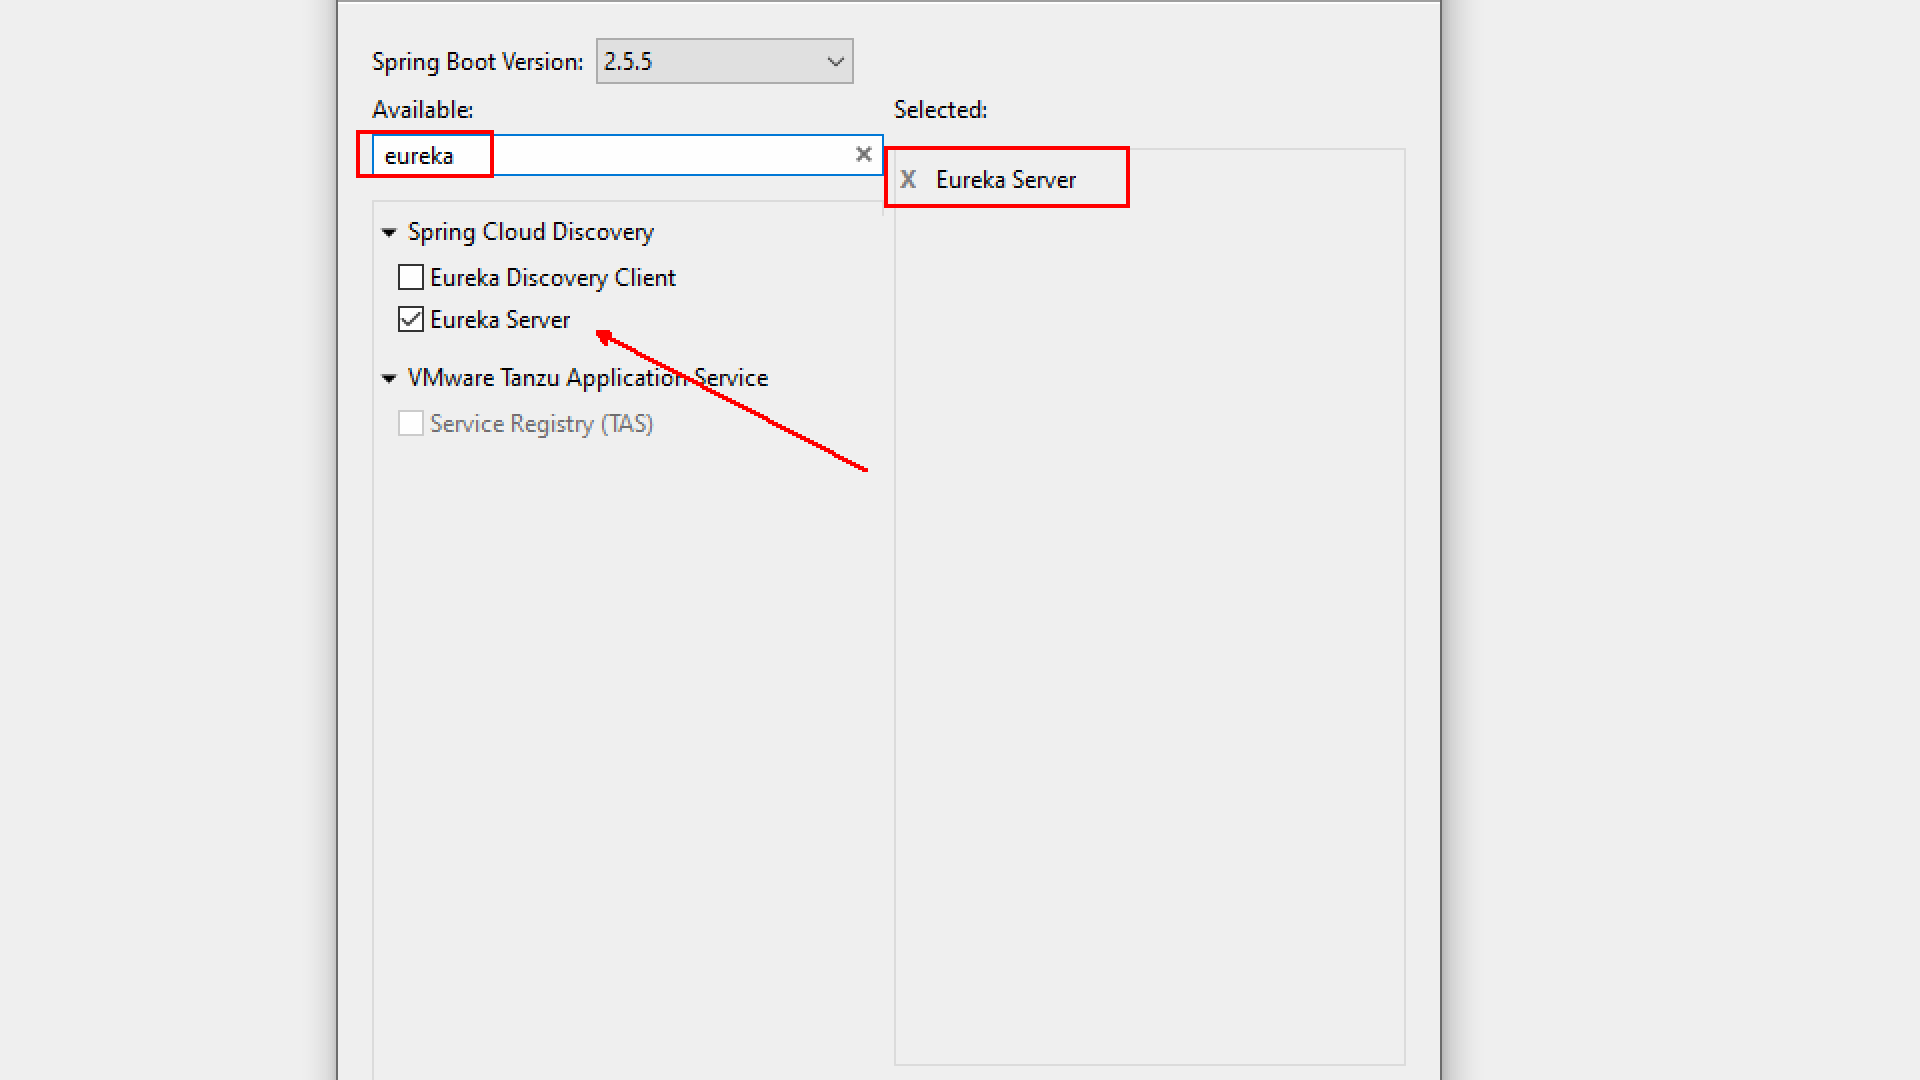 Spring Boot Version: 2.5.5
Available:
Selected:
eureka
X Eureka Server
Spring Cloud Discovery
Eureka Discovery Client
Eureka Server
VMware Tanzu Application Service
Service Registry (TAS)